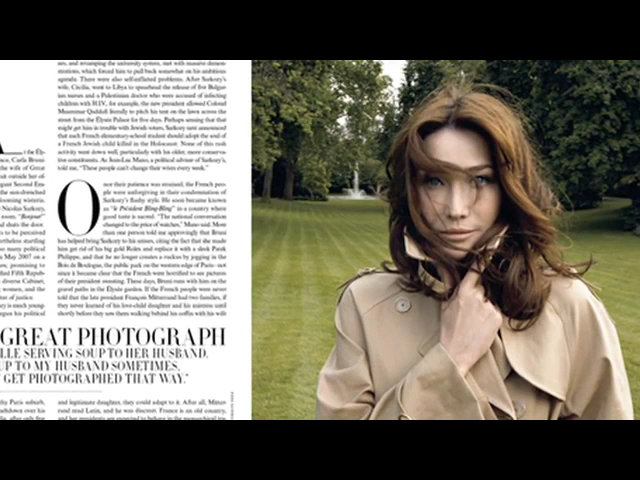 es, and revamping the university system, met with massive demon-
strations, which forced him to pull back somewhat on his ambitious
agenda. There were also self-inflicted problems. After Sarkozy's
wife, Cécilia, went to Libya to spearhead the release of five Bulgar-
ian nurses and a Palestinian doctor who were accused of infecting
children with H.I.V., for example, the new president allowed Colonel
Muammar Qaddafi literally to pitch his tent on the lawn across the
street from the Élysée Palace for five days. Perhaps sensing that that
might get him in trouble with Jewish voters, Sarkozy next announced
that each French elementary-school student should adopt the soul of
a French Jewish child killed in the Holocaust. None of this rash
activity went down well, particularly with his older, more conserva-
tive constituents. As Jean-Luc Mano, a political adviser of Sarkozy's,
told me, "These people can't change their wives every week."
Once their patience was strained, the French peo-
ple were unforgiving in their condemnation of
Sarkozy's flashy style. He soon became known
as "le Président Bling-Bling" in a country where
good taste is sacred. "The national conversation
changed to the price of watches," Mano said. More
than one person told me approvingly that Bruni
has helped bring Sarkozy to his senses, citing the fact that she made
him get rid of his big gold Rolex and replace it with a sleek Patek
Philippe, and that he no longer creates a ruckus by jogging in the
Bois de Boulogne, the public park on the western edge of Paris—not
since it became clear that the French were horrified to see pictures
of their president sweating. These days, Bruni runs with him on the
gravel paths in the Élysée garden. If the French people were never
told that the late president François Mitterrand had two families, if
they never learned of his love-child daughter and his mistress until
shortly before they saw them walking behind his coffin with his wife
GREAT PHOTOGRAPH
LLE SERVING SOUP TO HER HUSBAND.
UP TO MY HUSBAND SOMETIMES,
GET PHOTOGRAPHED THAT WAY."
hy Paris suburb,
and legitimate daughter, they could adapt to it. After all, Mitter-
rand read Latin, and he was discreet. France is an old country,